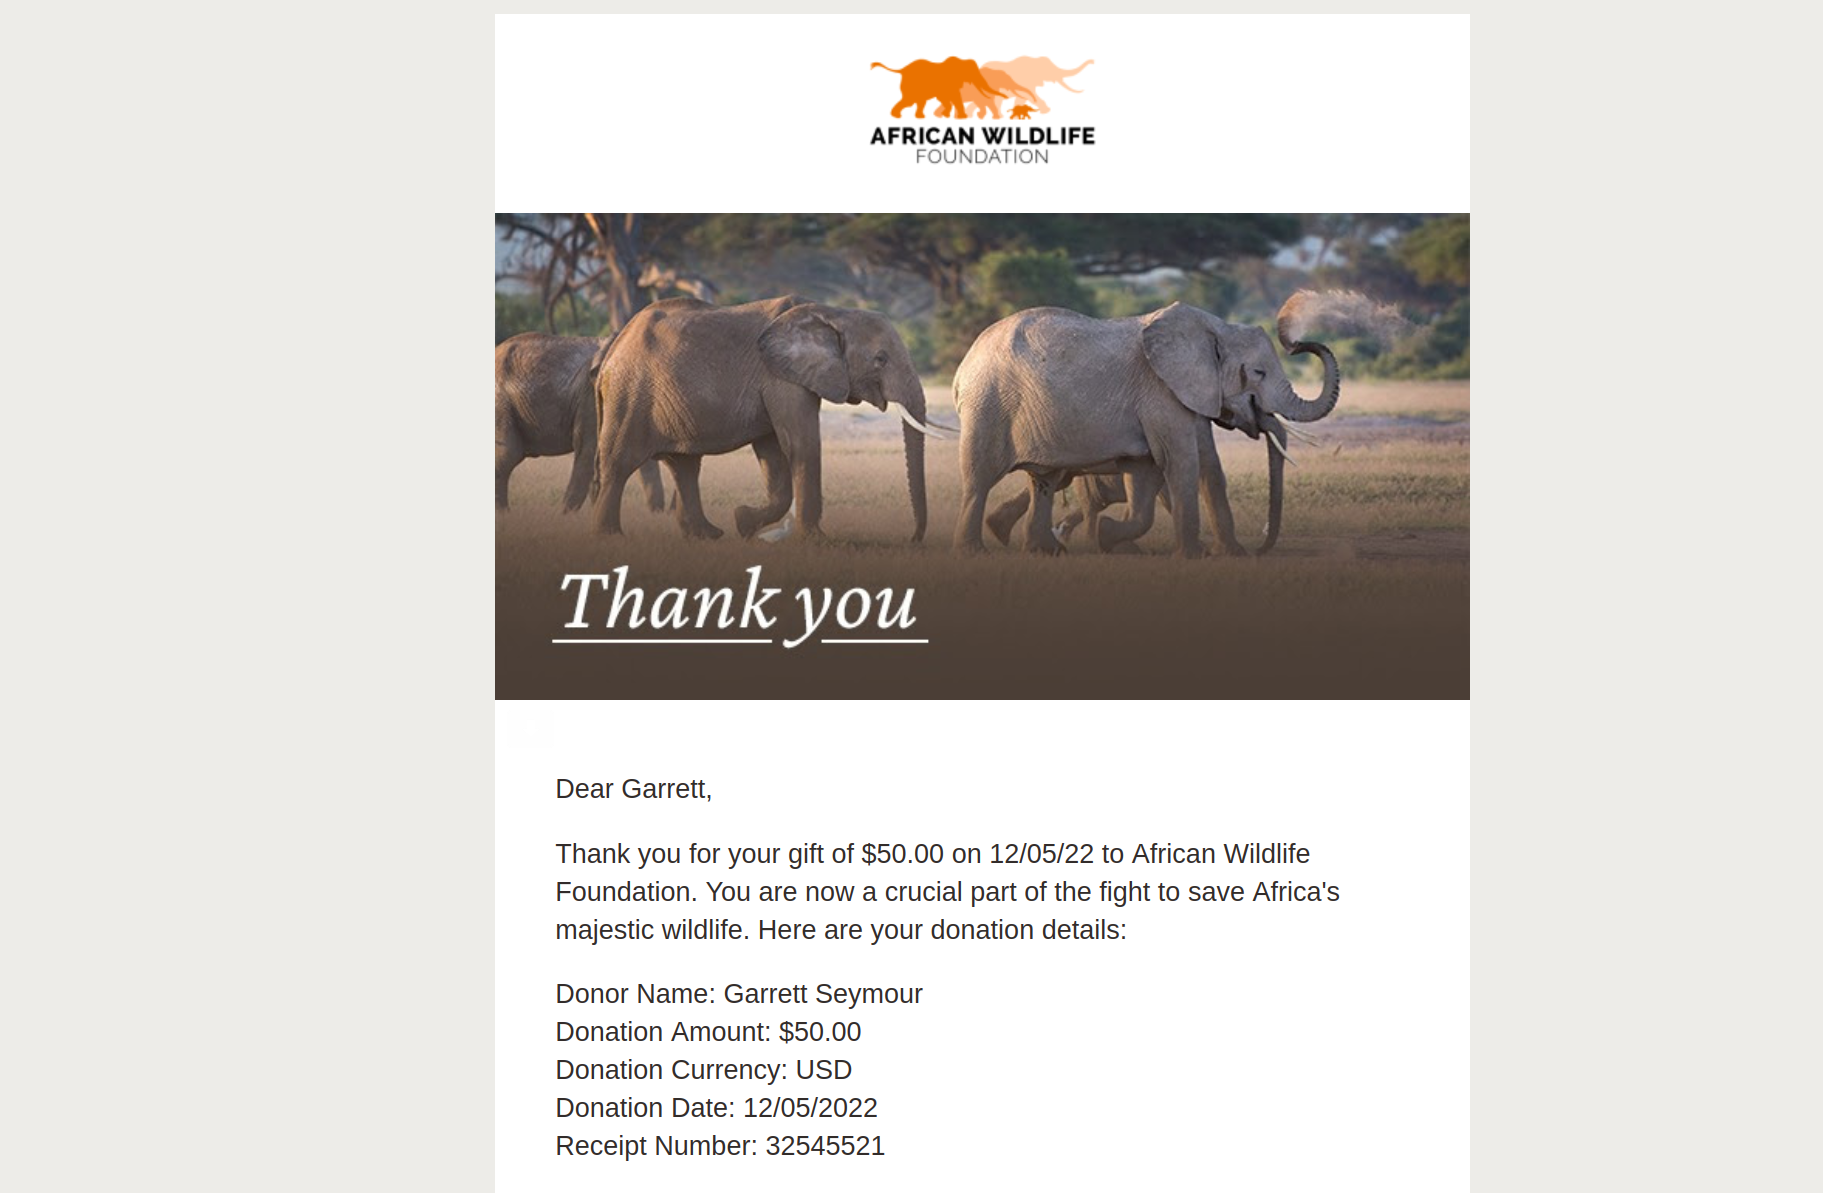 AFRICAN WILDLIFE
FOUNDATION
Thank you
Dear Garrett,
Thank you for your gift of $50.00 on 12/05/22 to African Wildlife
Foundation. You are now a crucial part of the fight to save Africa's
majestic wildlife. Here are your donation details:
Donor Name: Garrett Seymour
Donation Amount: $50.00
Donation Currency: USD
Donation Date: 12/05/2022
Receipt Number: 32545521